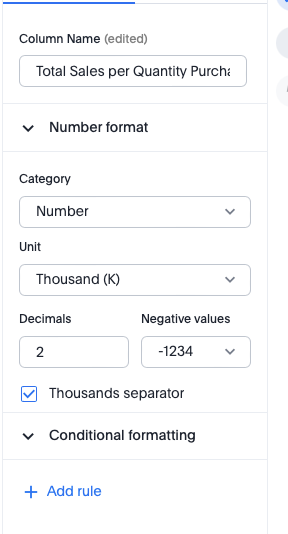 Column Name (edited)
Total Sales per Quantity Purcha
Number format
Category
Number
Unit
Thousand (K)
Decimals Negative values
2 -1234
Thousands separator
Conditional formatting
+ Add rule